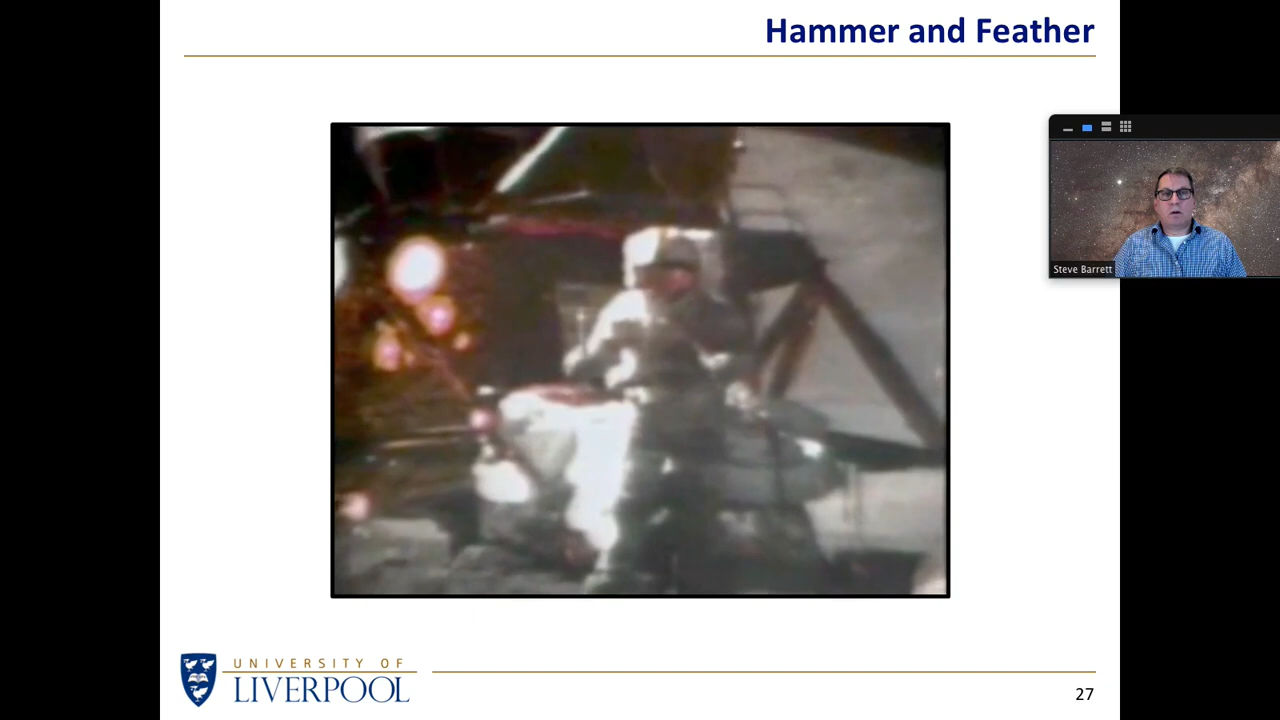 Hammer and Feather
Steve Barrett
UNIVERSITY OF
LIVERPOOL
27